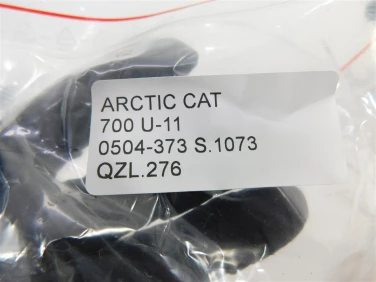 ARCTIC CAT
700 U-11
0504-373 S.1073
QZL.276